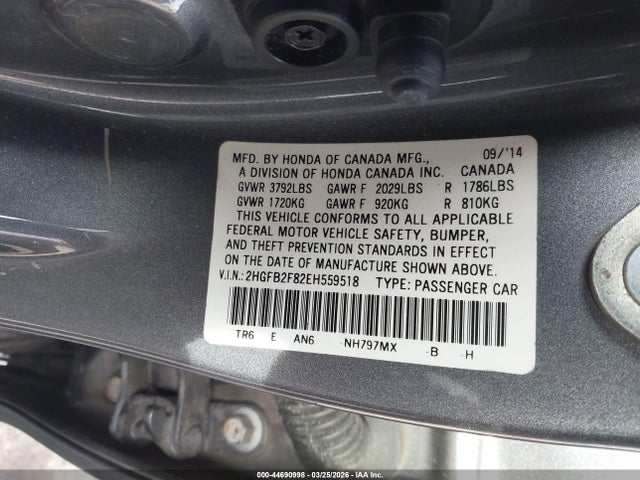 MFD. BY HONDA OF CANADA MFG., 09/'14
A DIVISION OF HONDA CANADA INC. CANADA
GVWR 3792LBS GAWR F 2029LBS R 1786LBS
GVWR 1720KG GAWR F 920KG R 810KG
THIS VEHICLE CONFORMS TO ALL APPLICABLE
FEDERAL MOTOR VEHICLE SAFETY, BUMPER,
AND THEFT PREVENTION STANDARDS IN EFFECT
ON THE DATE OF MANUFACTURE SHOWN ABOVE.
V.I.N.: 2HGFB2F82EH559518 TYPE: PASSENGER CAR
TR6 E AN6 -NH797MX -B -H
000-44690998 | 03/25/2026 - IAA Inc.